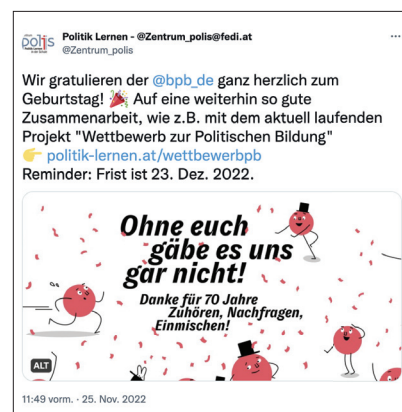 polis
Politik Lernen - @Zentrum_polis@fedi.at
@Zentrum_polis
Wir gratulieren der @bpb_de ganz herzlich zum
Geburtstag! 🎉 Auf eine weiterhin so gute
Zusammenarbeit, wie z.B. mit dem aktuell laufenden
Projekt "Wettbewerb zur Politischen Bildung"
👉 politik-lernen.at/wettbewerbpb
Reminder: Frist ist 23. Dez. 2022.
Ohne euch
gäbe es uns
gar nicht!
Danke für 70 Jahre
Zuhören, Nachfragen,
Einmischen!
ALT
11:49 vorm. · 25. Nov. 2022